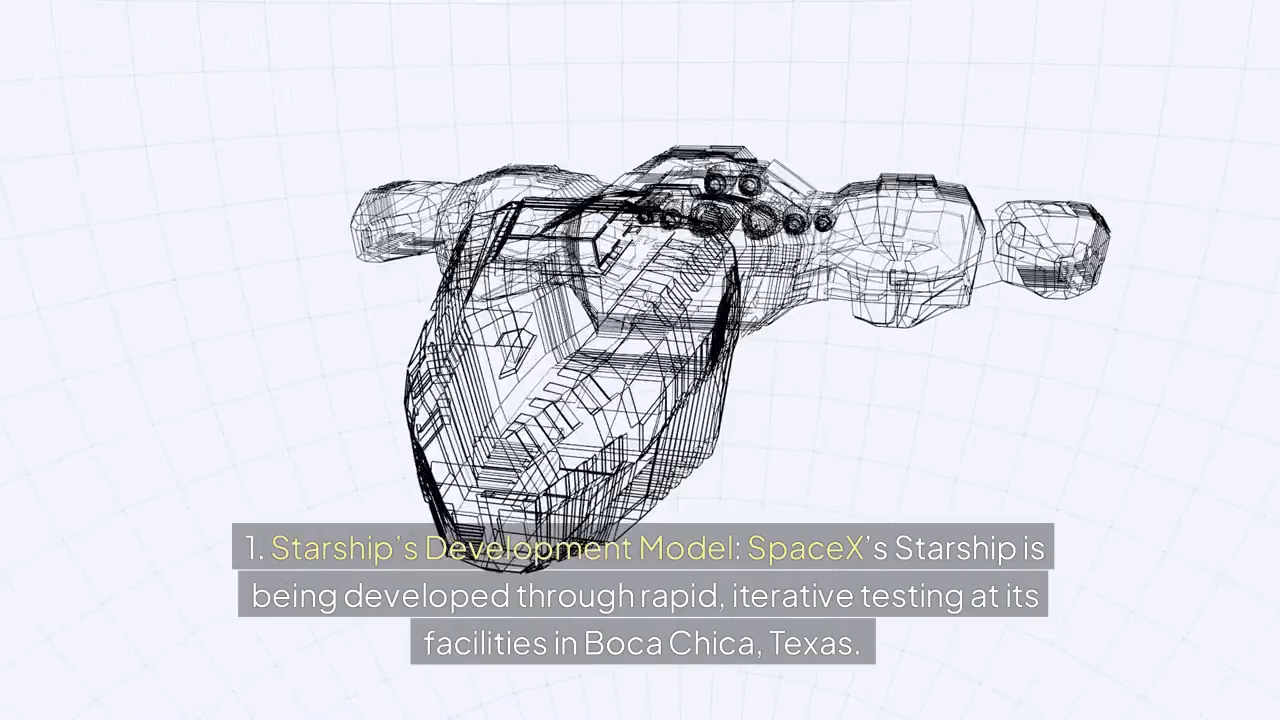 1. Starship’s Development Model: SpaceX’s Starship is
being developed through rapid, iterative testing at its
facilities in Boca Chica, Texas.